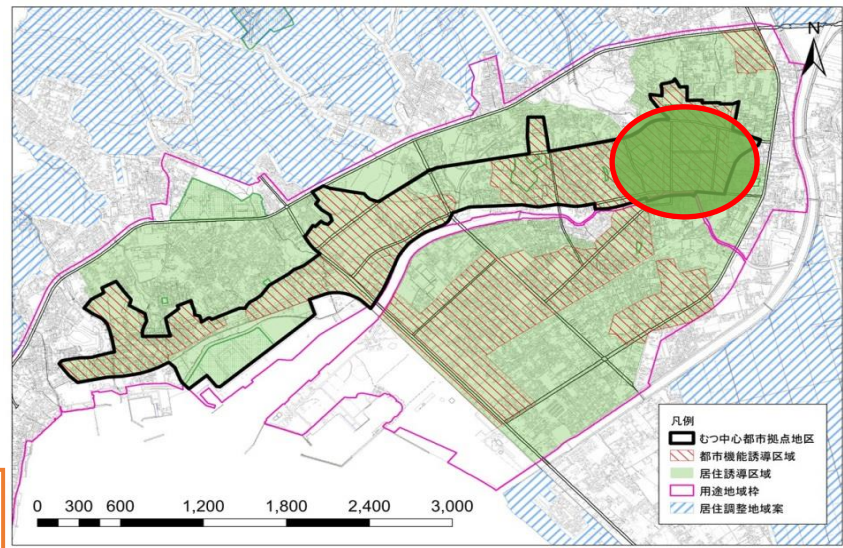 N
凡例
むつ中心都市拠点地区
都市機能誘導区域
居住誘導区域
用途地域枠
居住調整地域案
0 300 600 1,200 1,800 2,400 3,000